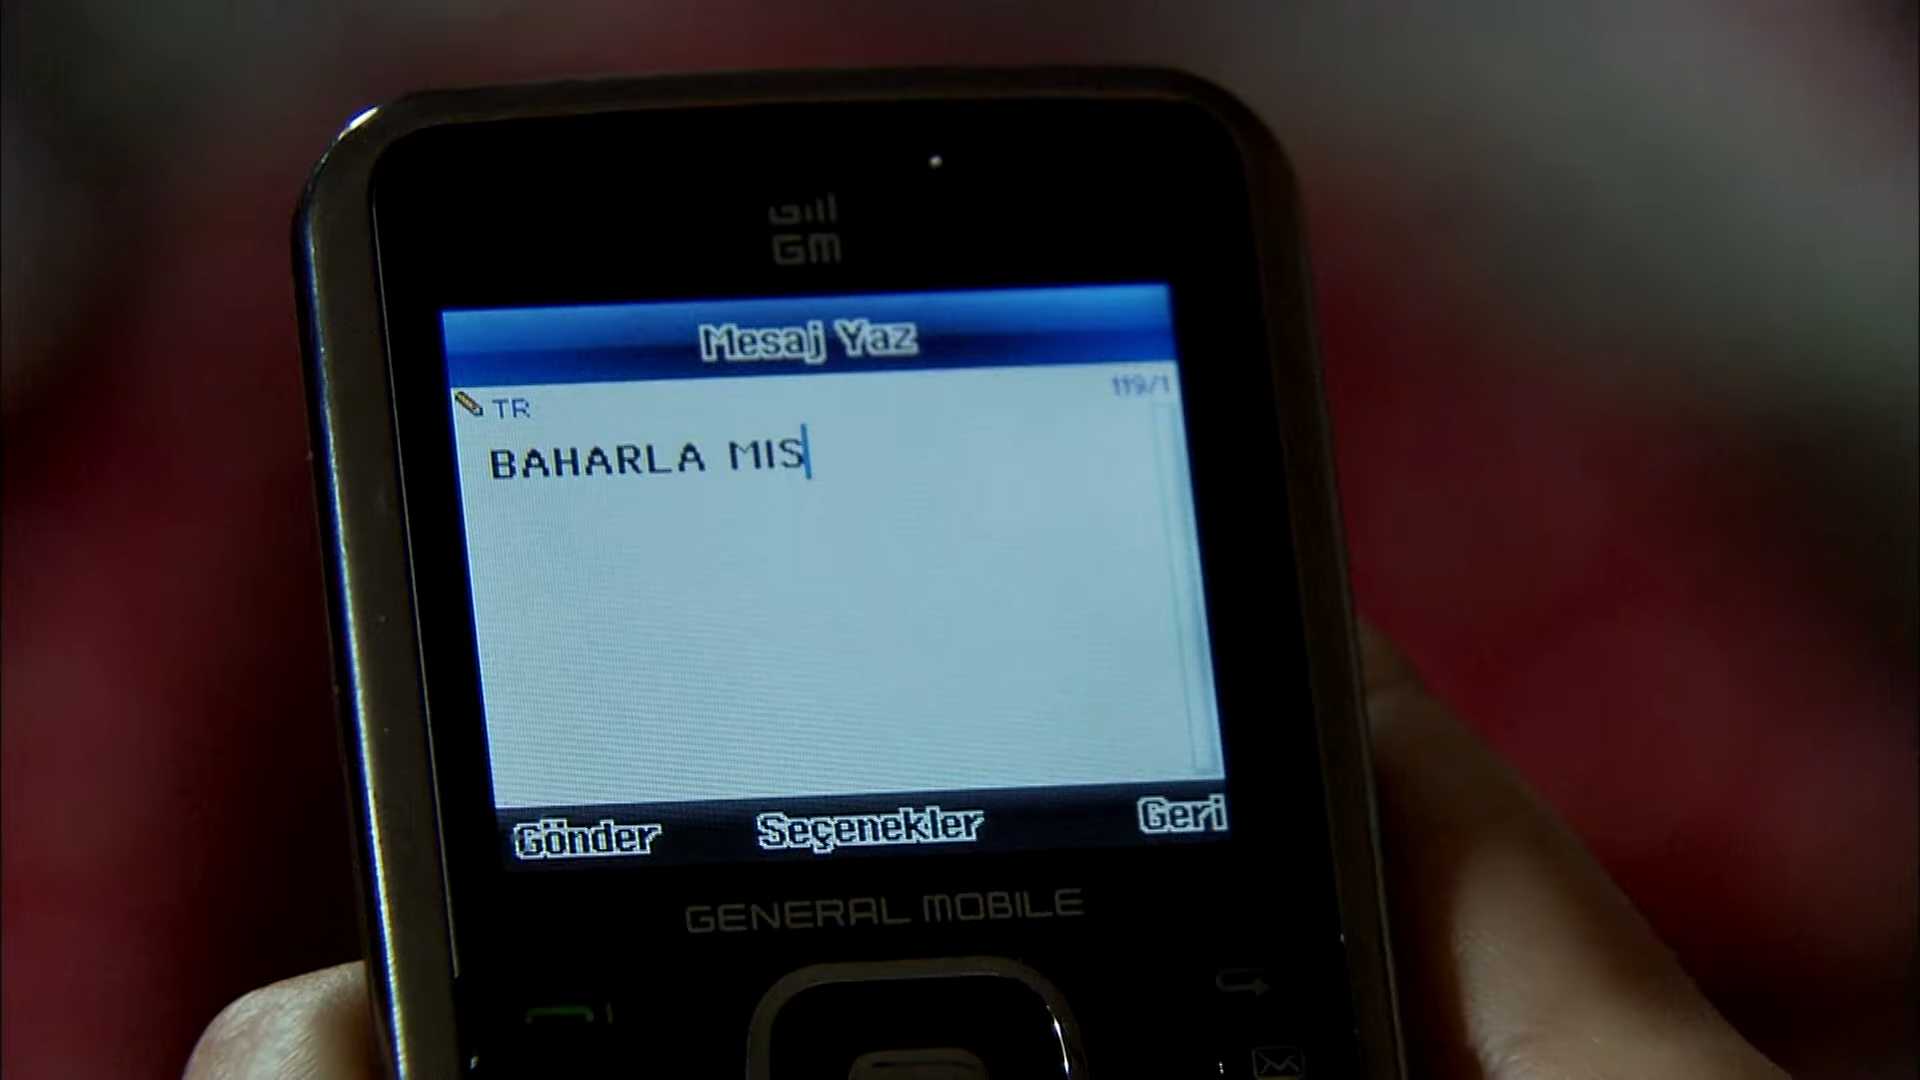 GM
Mesaj Yaz
TR
119/1
BAHARLA MIS
Gönder
Seçenekler
Geri
GENERAL MOBILE